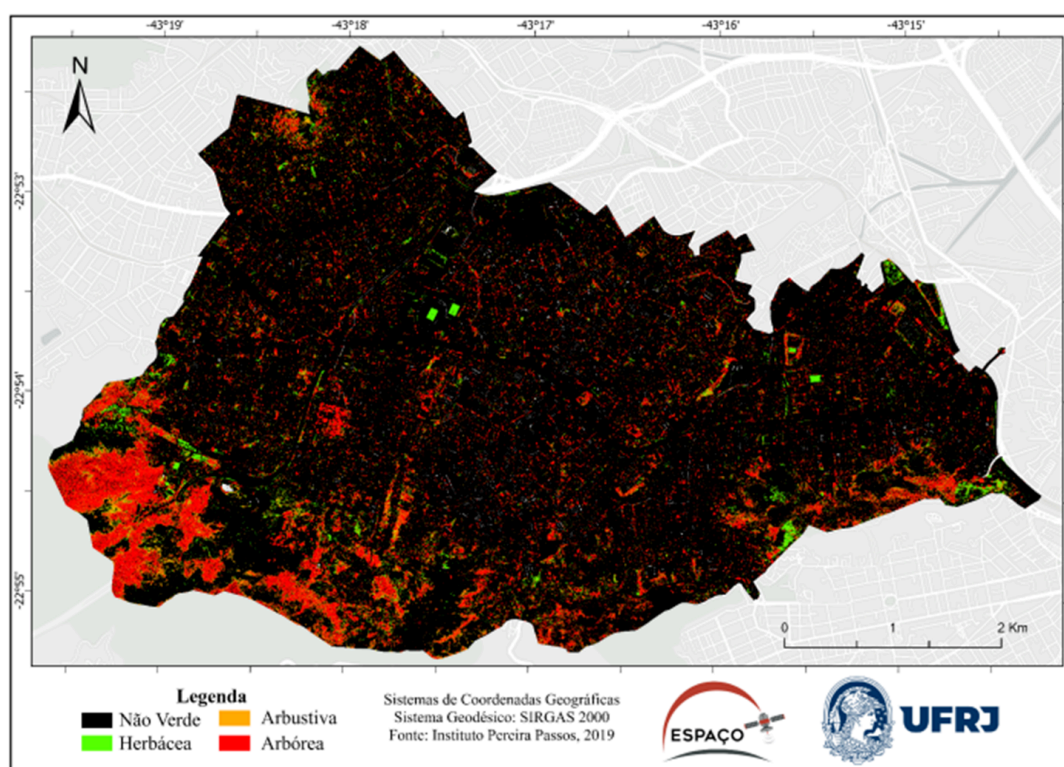 -43°19' -43°18' -43°17' -43°16' -43°15'
N
-22°53'
-22°54'
-22°55'
0 1 2 Km
Legenda
Não Verde
Arbustiva
Herbácea
Arbórea
Sistemas de Coordenadas Geográficas
Sistema Geodésico: SIRGAS 2000
Fonte: Instituto Pereira Passos, 2019
ESPAÇO
UFRJ